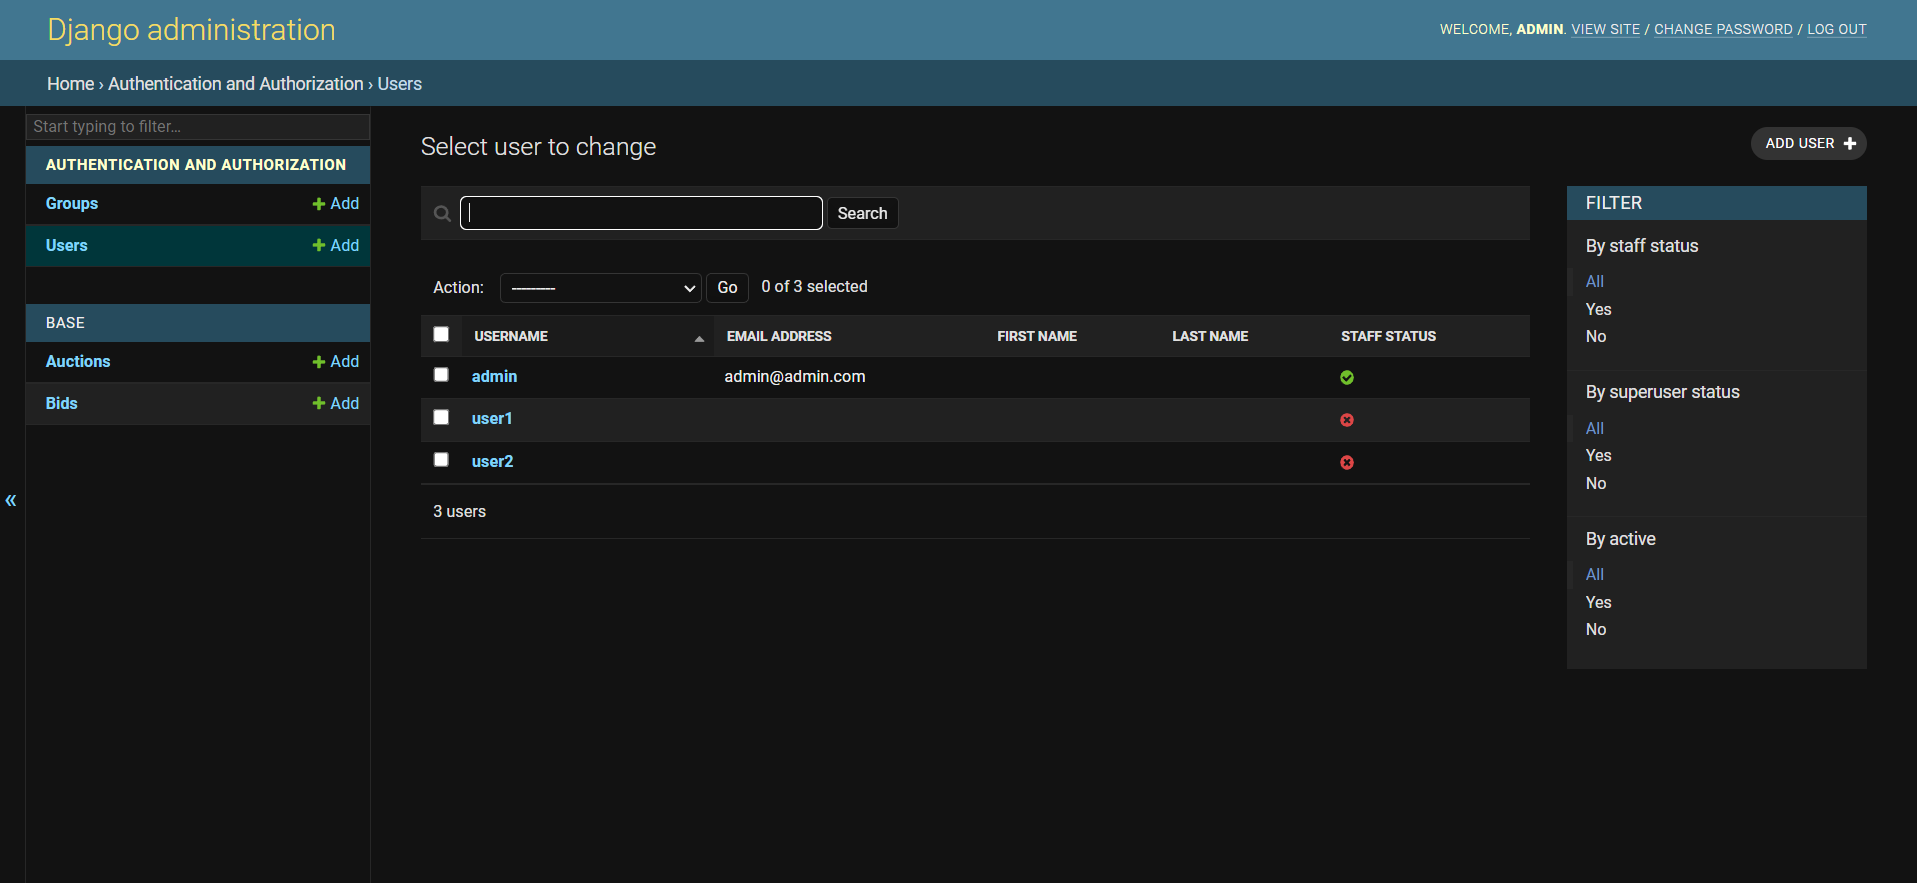 Django administration
WELCOME, ADMIN. VIEW SITE / CHANGE PASSWORD / LOG OUT
Home › Authentication and Authorization › Users
Start typing to filter...
AUTHENTICATION AND AUTHORIZATION
Groups + Add
Users + Add
BASE
Auctions + Add
Bids + Add
«
Select user to change
ADD USER +
Search
Action: --------- Go 0 of 3 selected
USERNAME EMAIL ADDRESS FIRST NAME LAST NAME STAFF STATUS
admin admin@admin.com
user1
user2
3 users
FILTER
By staff status
All
Yes
No
By superuser status
All
Yes
No
By active
All
Yes
No